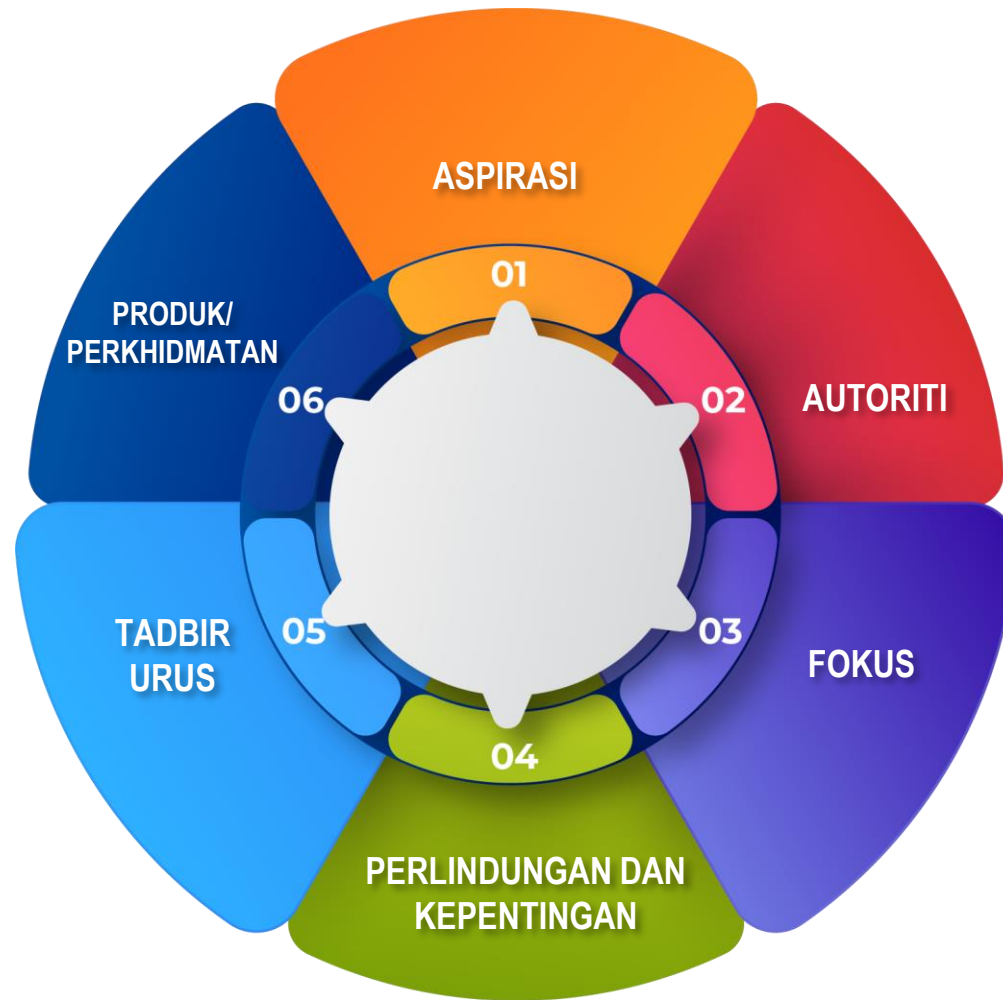 ASPIRASI
01
02
AUTORITI
03
FOKUS
04
PERLINDUNGAN DAN
KEPENTINGAN
05
TADBIR
URUS
06
PRODUK/
PERKHIDMATAN